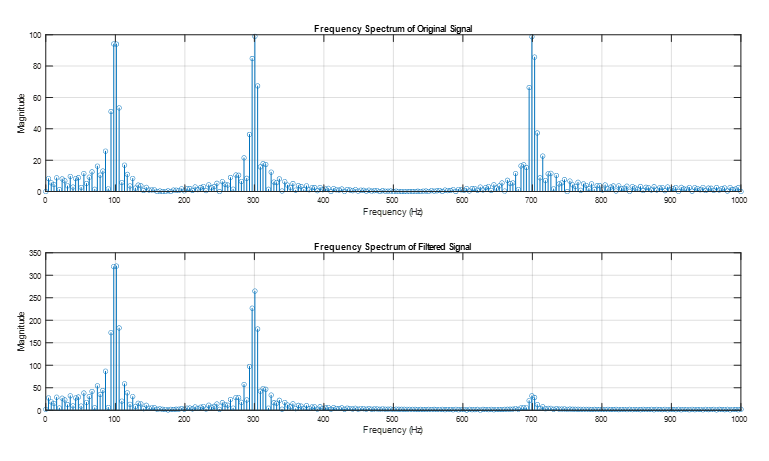 Frequency Spectrum of Original Signal
100
80
60
40
20
0
Magnitude
0 100 200 300 400 500 600 700 800 900 1000
Frequency (Hz)
Frequency Spectrum of Filtered Signal
350
300
250
200
150
100
50
0
Magnitude
0 100 200 300 400 500 600 700 800 900 1000
Frequency (Hz)